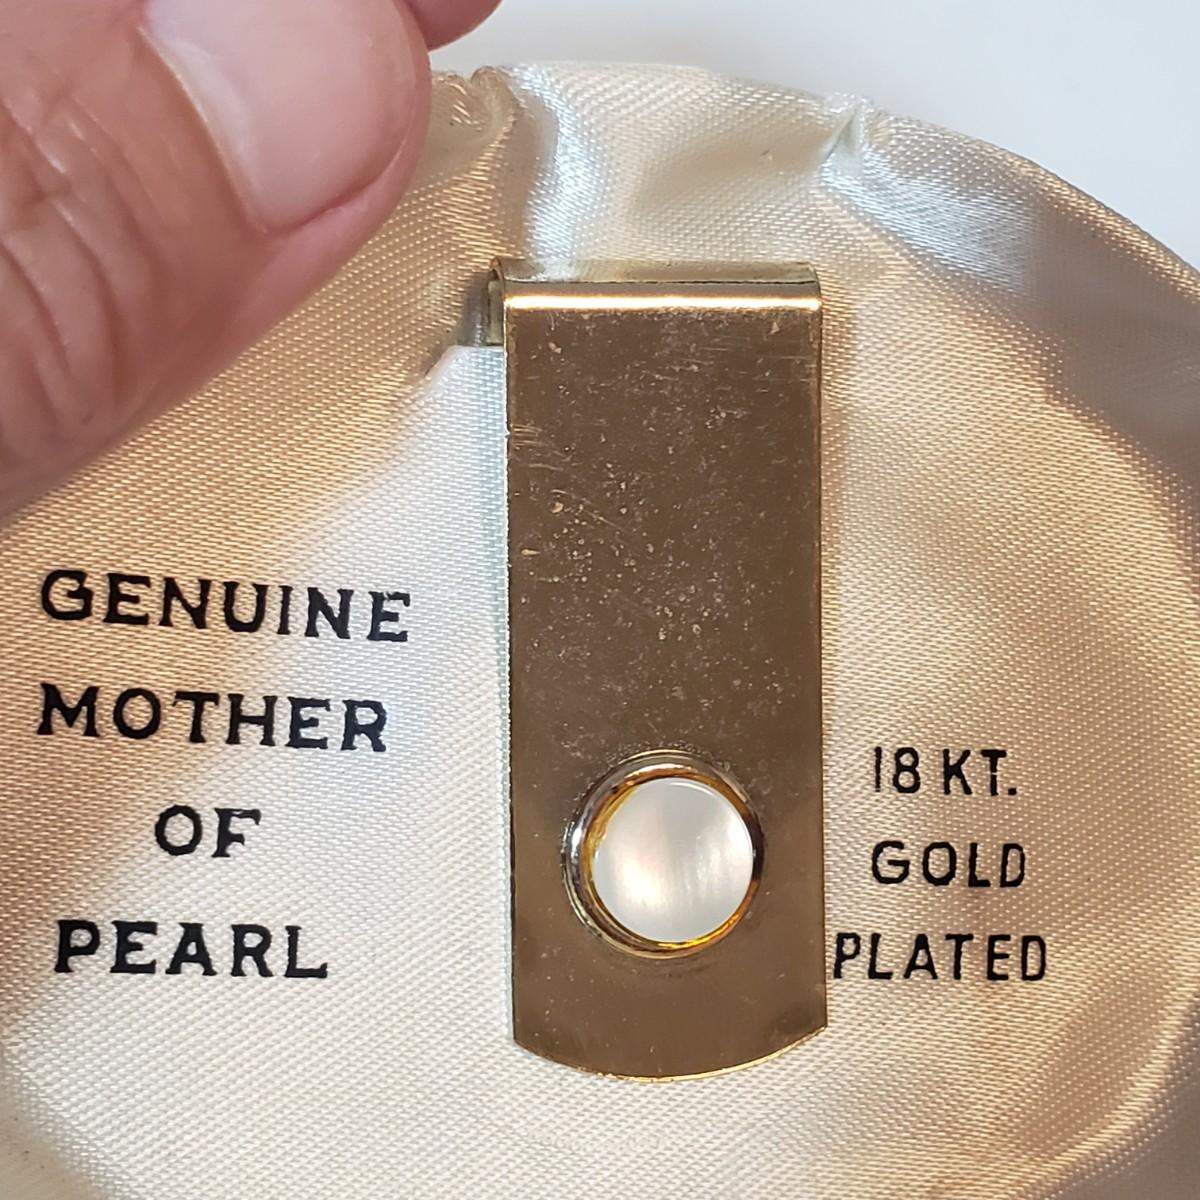 GENUINE
MOTHER
OF
PEARL
18 KT.
GOLD
PLATED